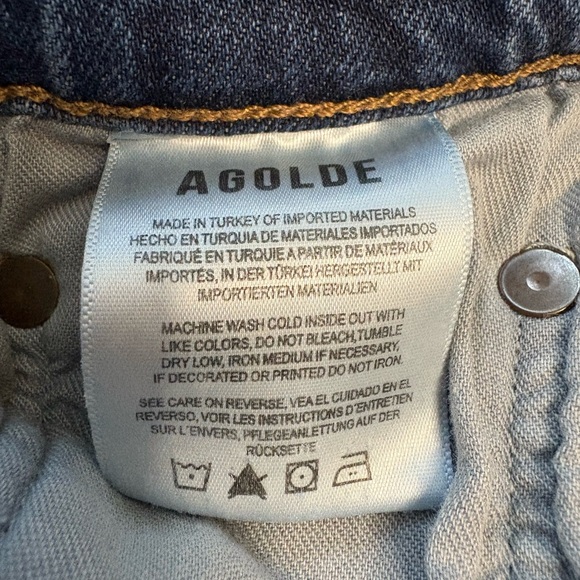 AGOLDE
MADE IN TURKEY OF IMPORTED MATERIALS
HECHO EN TURQUIA DE MATERIALES IMPORTADOS
FABRIQUÉ EN TURQUIE A PARTIR DE MATÉRIAUX
IMPORTÉS, IN DER TÜRKEI HERGESTELLT MIT
IMPORTIERTEN MATERIALIEN
MACHINE WASH COLD INSIDE OUT WITH
LIKE COLORS, DO NOT BLEACH,TUMBLE
DRY LOW, IRON MEDIUM IF NECESSARY,
IF DECORATED OR PRINTED DO NOT IRON.
SEE CARE ON REVERSE, VEA EL CUIDADO EN EL
REVERSO, VOIR LES INSTRUCTIONS D'ENTRETIEN
SUR L'ENVERS, PFLEGEANLEITUNG AUF DER
RÜCKSEITE